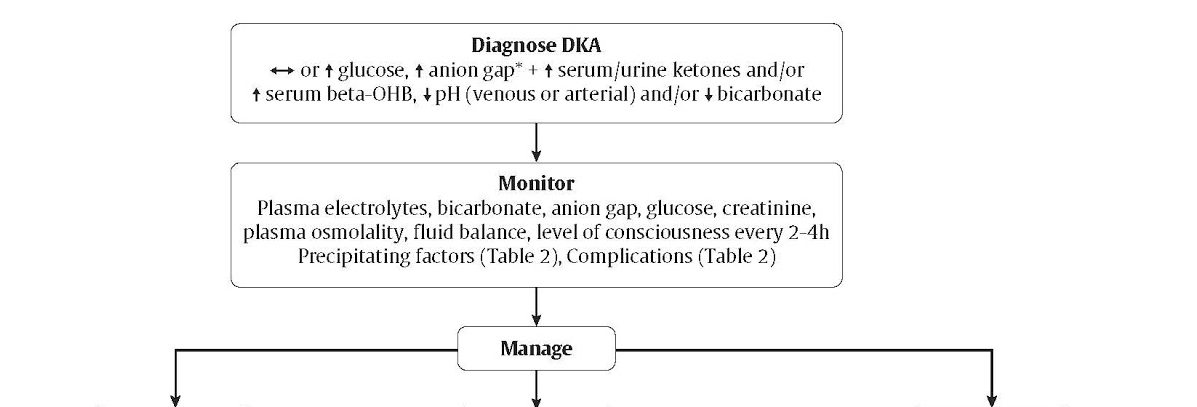 Diagnose DKA
↔ or ↑ glucose, ↑ anion gap* + ↑ serum/urine ketones and/or
↑ serum beta-OHB, ↓ pH (venous or arterial) and/or ↓ bicarbonate
Monitor
Plasma electrolytes, bicarbonate, anion gap, glucose, creatinine,
plasma osmolality, fluid balance, level of consciousness every 2-4h
Precipitating factors (Table 2), Complications (Table 2)
Manage